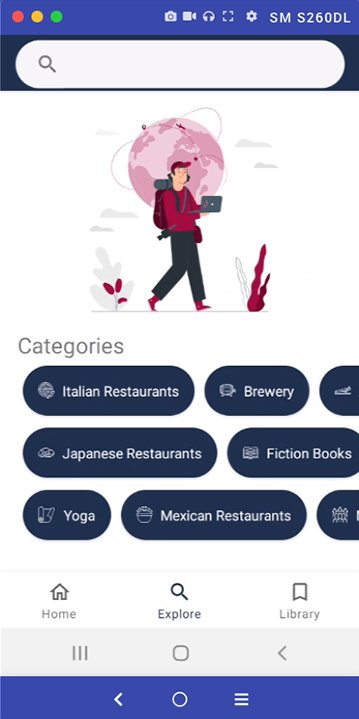 SM S260DL
Categories
Italian Restaurants
Brewery
Japanese Restaurants
Fiction Books
Yoga
Mexican Restaurants
Home
Explore
Library